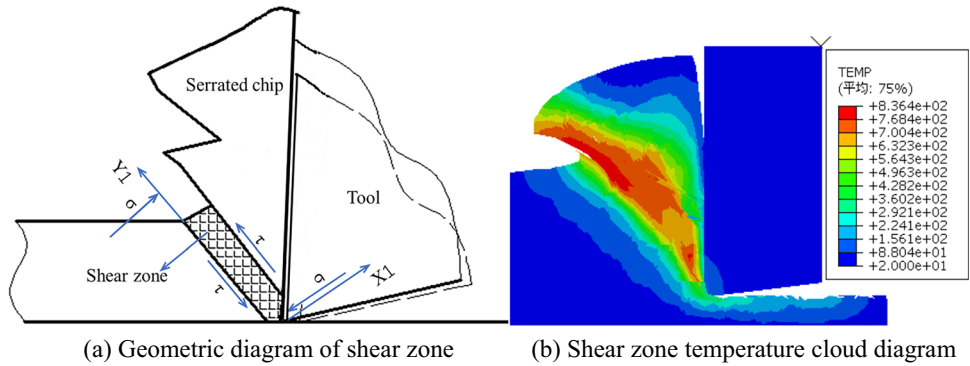 Serrated chip
Tool
Y1
σ
τ
Shear zone
τ
σ
X1
(a) Geometric diagram of shear zone
TEMP
(平均: 75%)
+8.364e+02
+7.684e+02
+7.004e+02
+6.323e+02
+5.643e+02
+4.963e+02
+4.282e+02
+3.602e+02
+2.921e+02
+2.241e+02
+1.561e+02
+8.804e+01
+2.000e+01
(b) Shear zone temperature cloud diagram